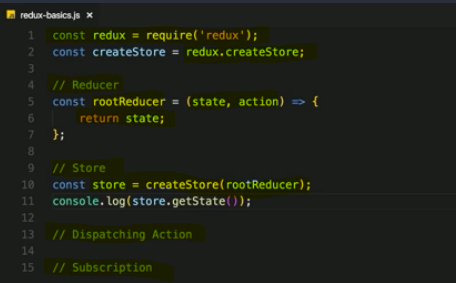 redux-basics.js ×
1 const redux = require('redux');
2 const createStore = redux.createStore;
3
4 // Reducer
5 const rootReducer = (state, action) => {
6 return state;
7 };
8
9 // Store
10 const store = createStore(rootReducer);
11 console.log(store.getState());
12
13 // Dispatching Action
14
15 // Subscription